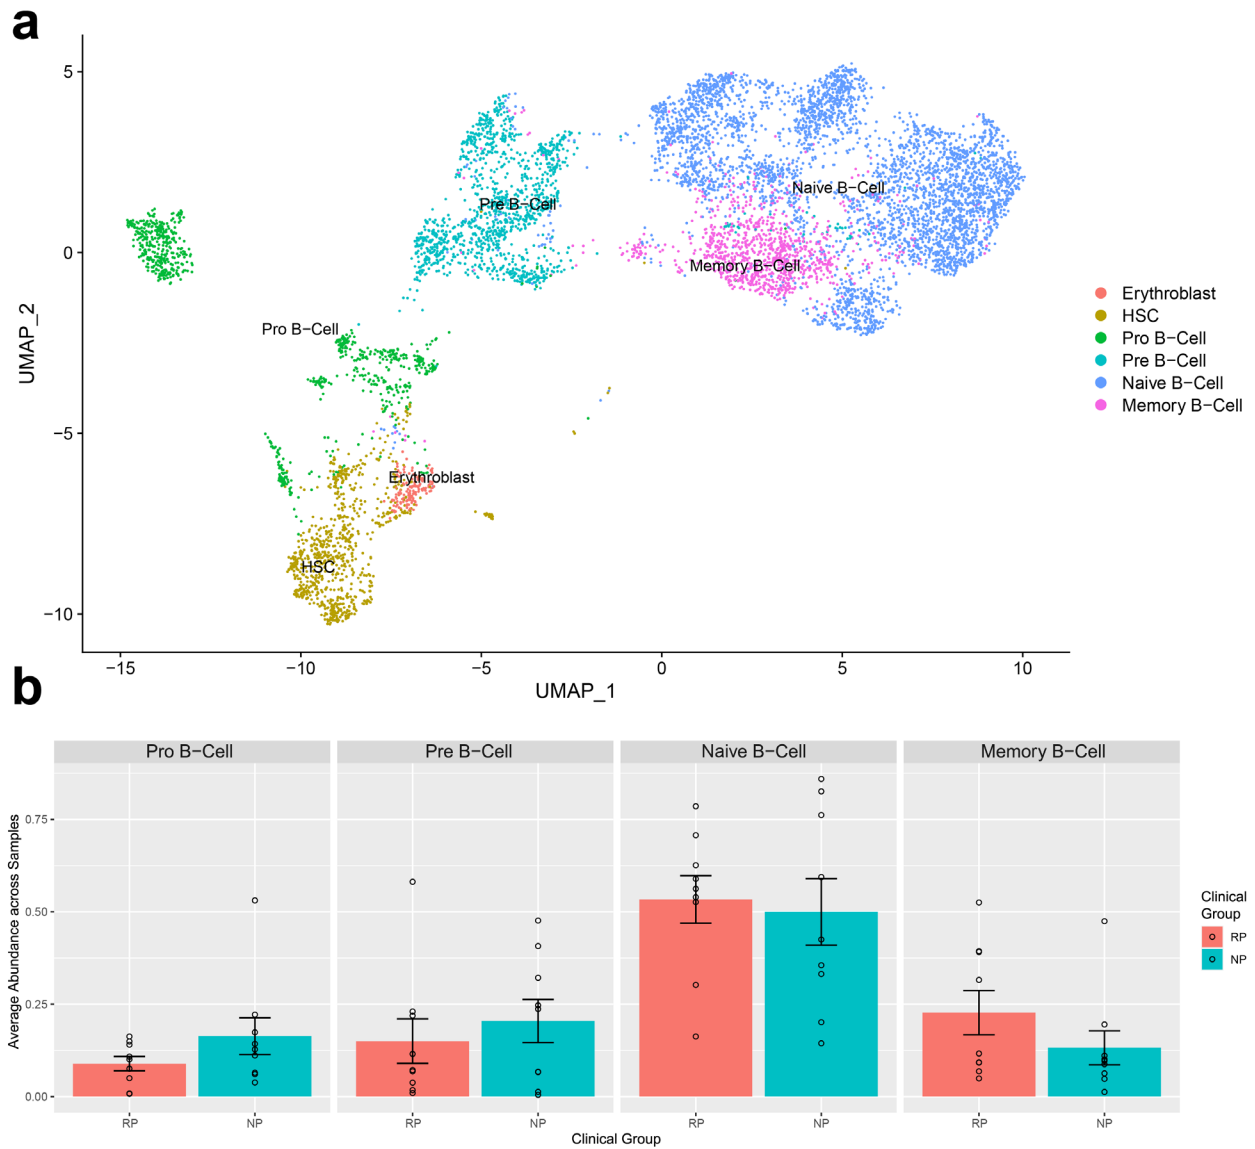 a
5
0
−5
−10
UMAP_2
Pre B−Cell
Naive B−Cell
Memory B−Cell
Pro B−Cell
Erythroblast
HSC
Erythroblast
HSC
Pro B−Cell
Pre B−Cell
Naive B−Cell
Memory B−Cell
−15
−10
−5
0
5
10
UMAP_1
b
Pro B−Cell
Pre B−Cell
Naive B−Cell
Memory B−Cell
Average Abundance across Samples
0.75
0.50
0.25
0.00
RP
NP
RP
NP
RP
NP
RP
NP
Clinical Group
Clinical
Group
RP
NP